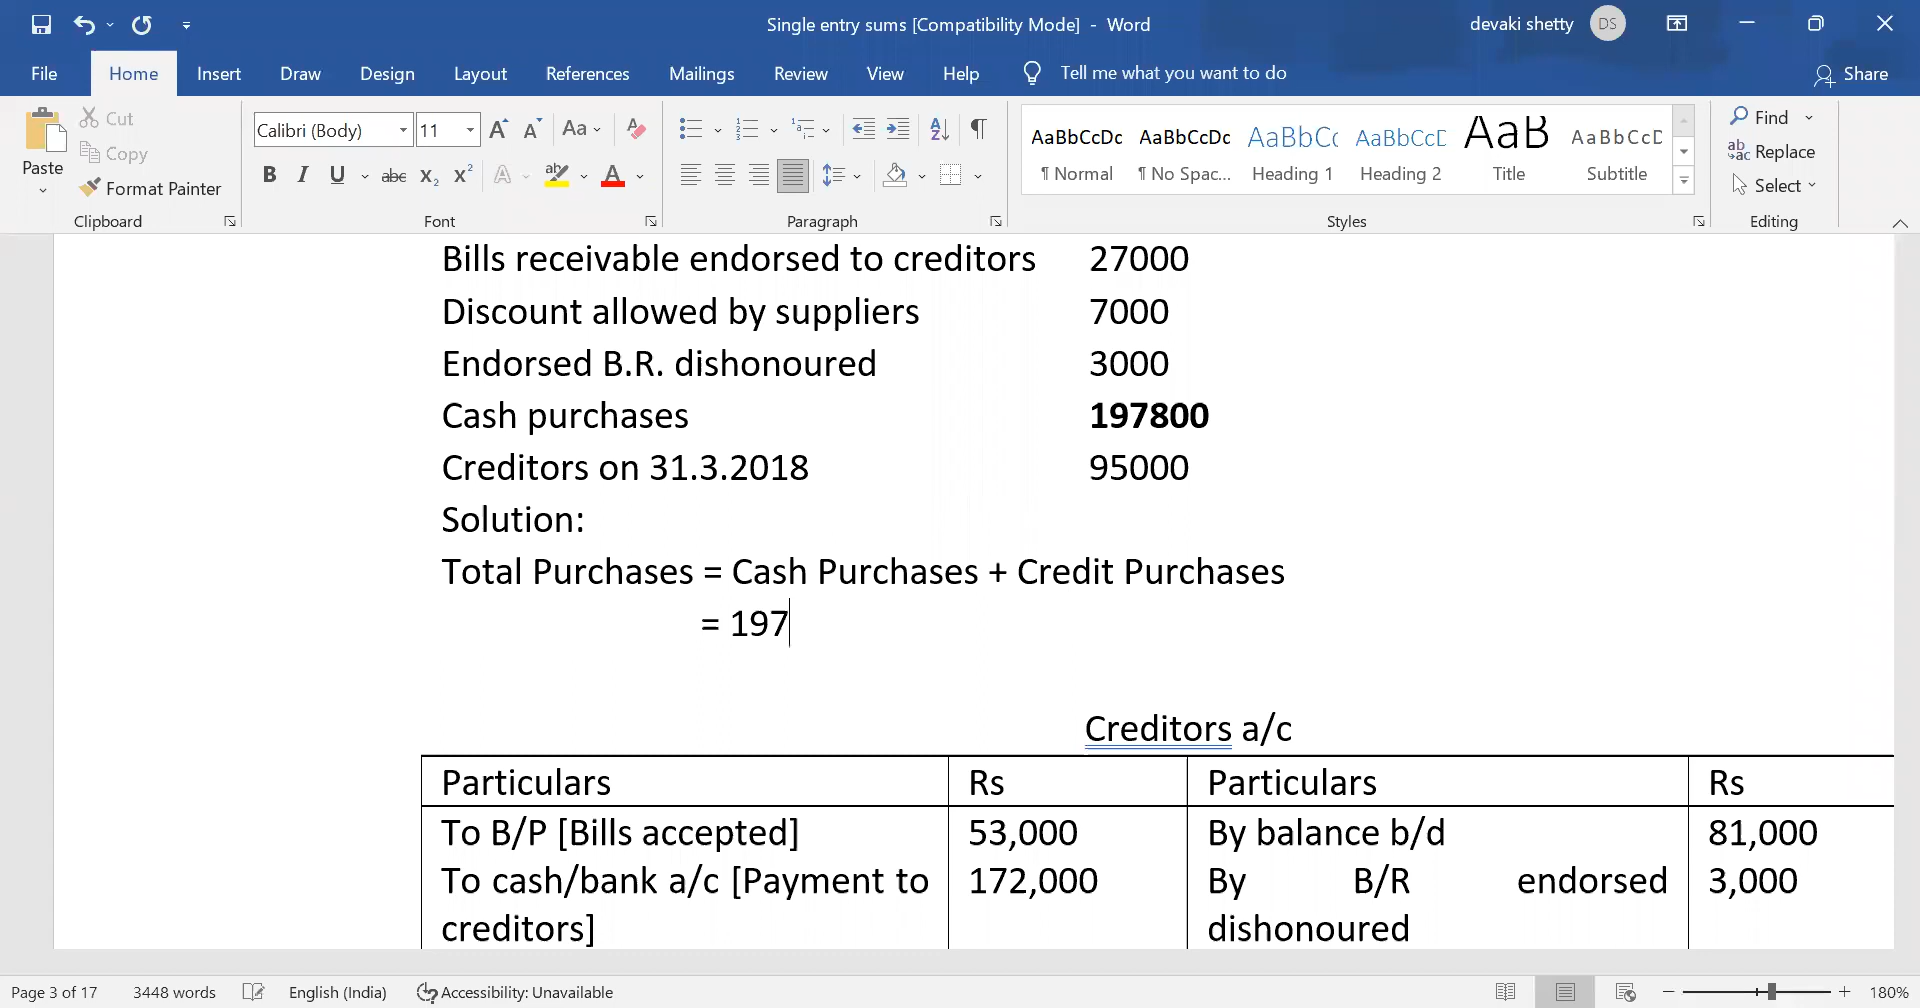 Single entry sums [Compatibility Mode] - Word
devaki shetty DS
File Home Insert Draw Design Layout References Mailings Review View Help Tell me what you want to do Share
Paste Cut Copy Format Painter
Clipboard
Calibri (Body) 11 Aa
B I U abc X₂ X² A ab A
Font
Paragraph
AaBbCcDc AaBbCcDc AaBbC AaBbCcD AaB AaBbCcD
¶ Normal ¶ No Spac... Heading 1 Heading 2 Title Subtitle
Styles
Find
Replace
Select
Editing
Bills receivable endorsed to creditors 27000
Discount allowed by suppliers 7000
Endorsed B.R. dishonoured 3000
Cash purchases 197800
Creditors on 31.3.2018 95000
Solution:
Total Purchases = Cash Purchases + Credit Purchases
= 197
Creditors a/c
Particulars Rs Particulars Rs
To B/P [Bills accepted] 53,000 By balance b/d 81,000
To cash/bank a/c [Payment to 172,000 By B/R endorsed 3,000
creditors] dishonoured
Page 3 of 17 3448 words English (India) Accessibility: Unavailable 180%